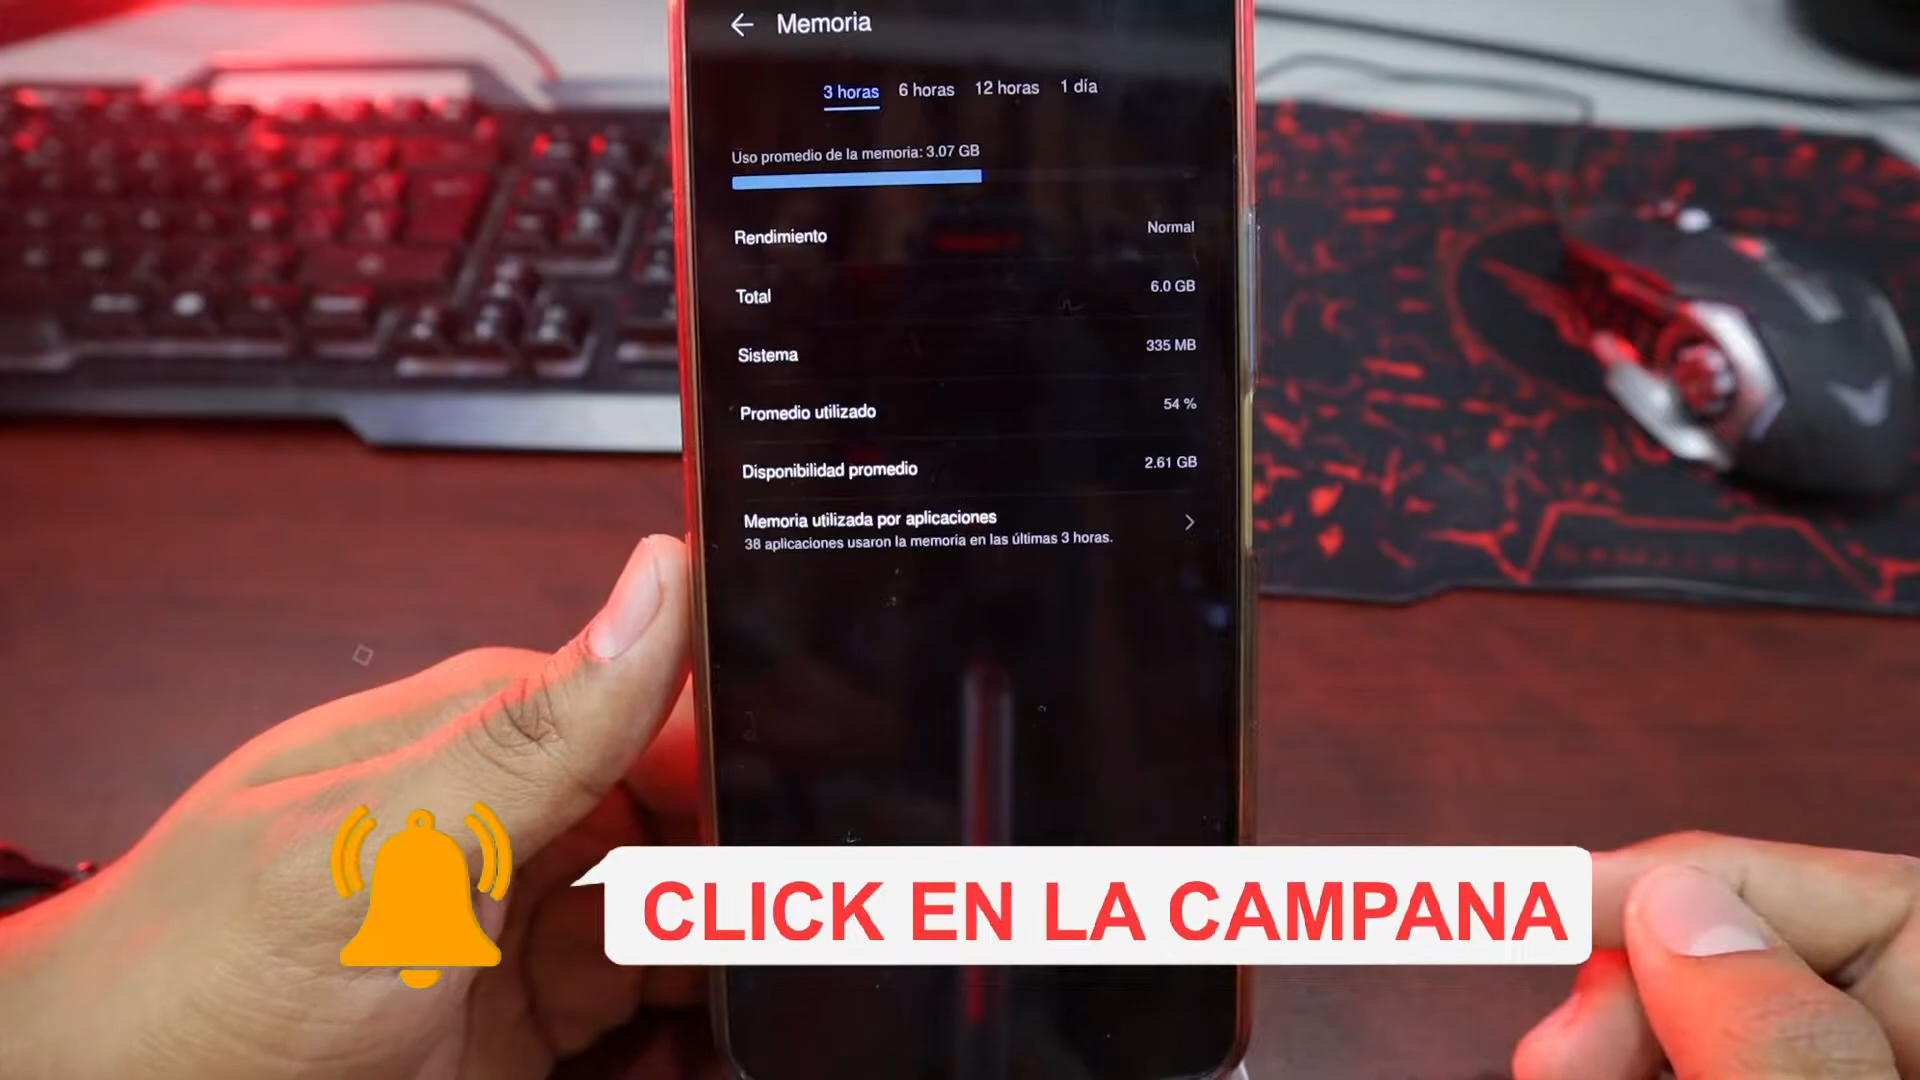 Memoria
3 horas 6 horas 12 horas 1 día
Uso promedio de la memoria: 3.07 GB
Rendimiento Normal
Total 6.0 GB
Sistema 335 MB
Promedio utilizado 54 %
Disponibilidad promedio 2.61 GB
Memoria utilizada por aplicaciones
38 aplicaciones usaron la memoria en las últimas 3 horas.
CLICK EN LA CAMPANA